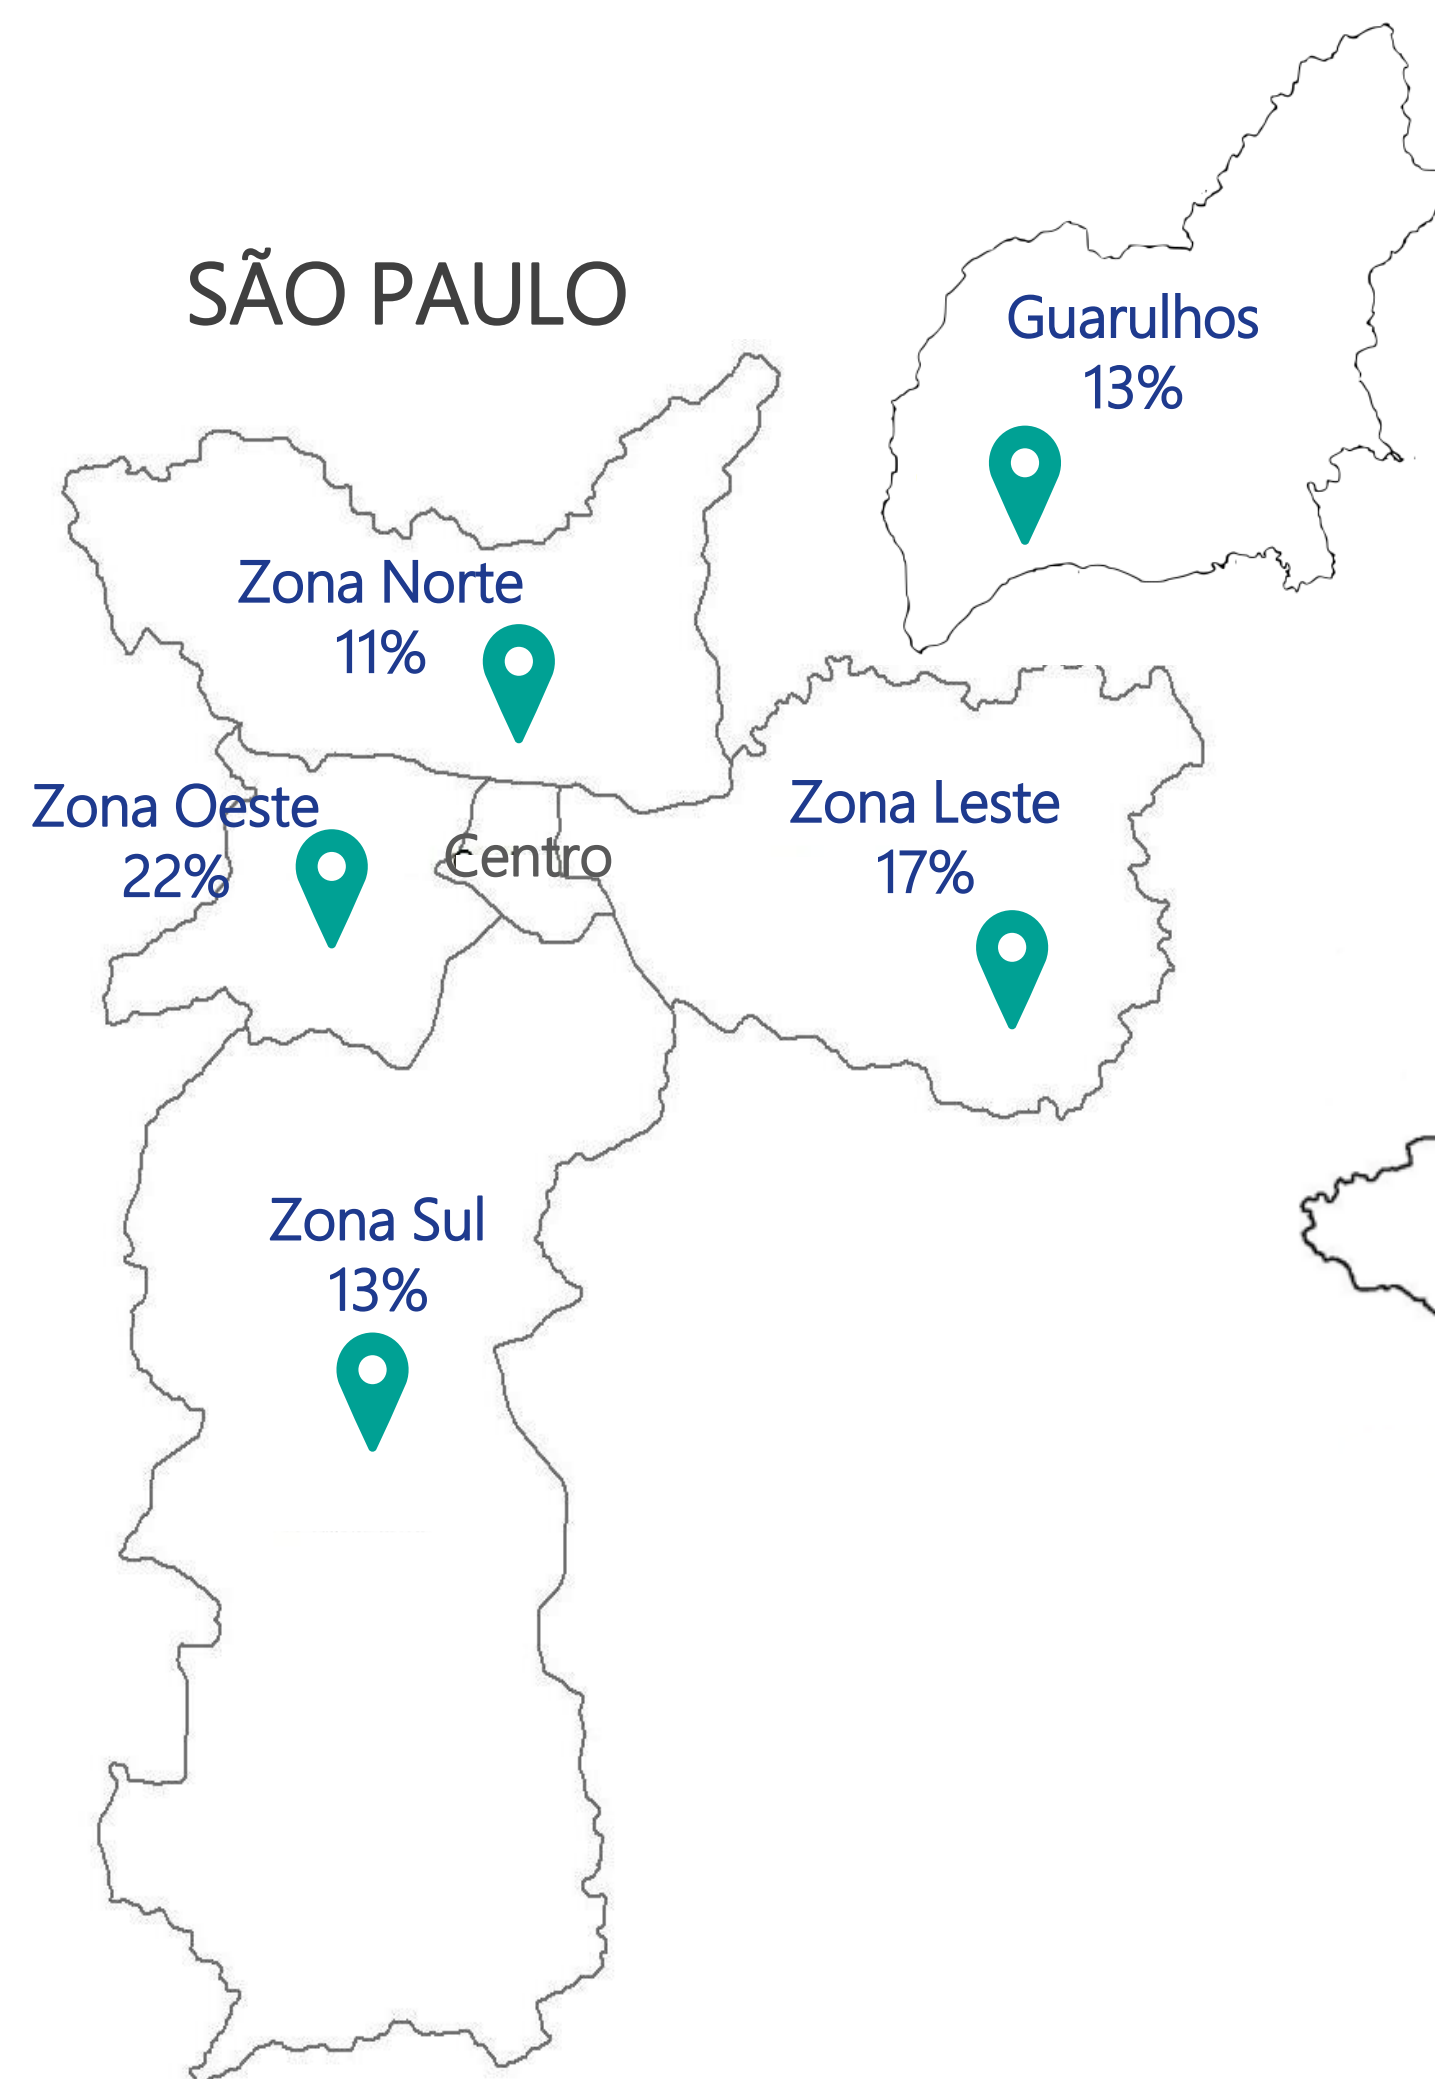 SÃO PAULO
Guarulhos
13%
Zona Norte
11%
Zona Oeste
22%
Centro
Zona Leste
17%
Zona Sul
13%